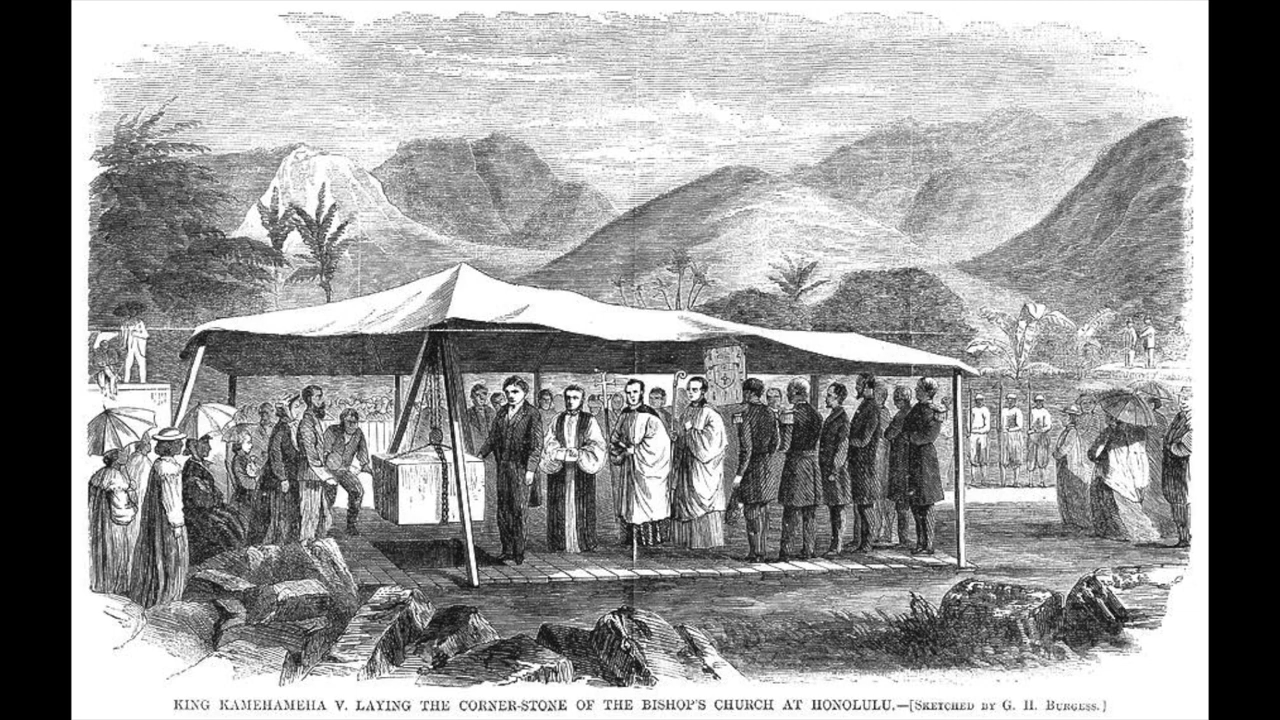 KING KAMEHAMEHA V. LAYING THE CORNER-STONE OF THE BISHOP'S CHURCH AT HONOLULU.—[SKETCHED BY G. H. BURGESS.]